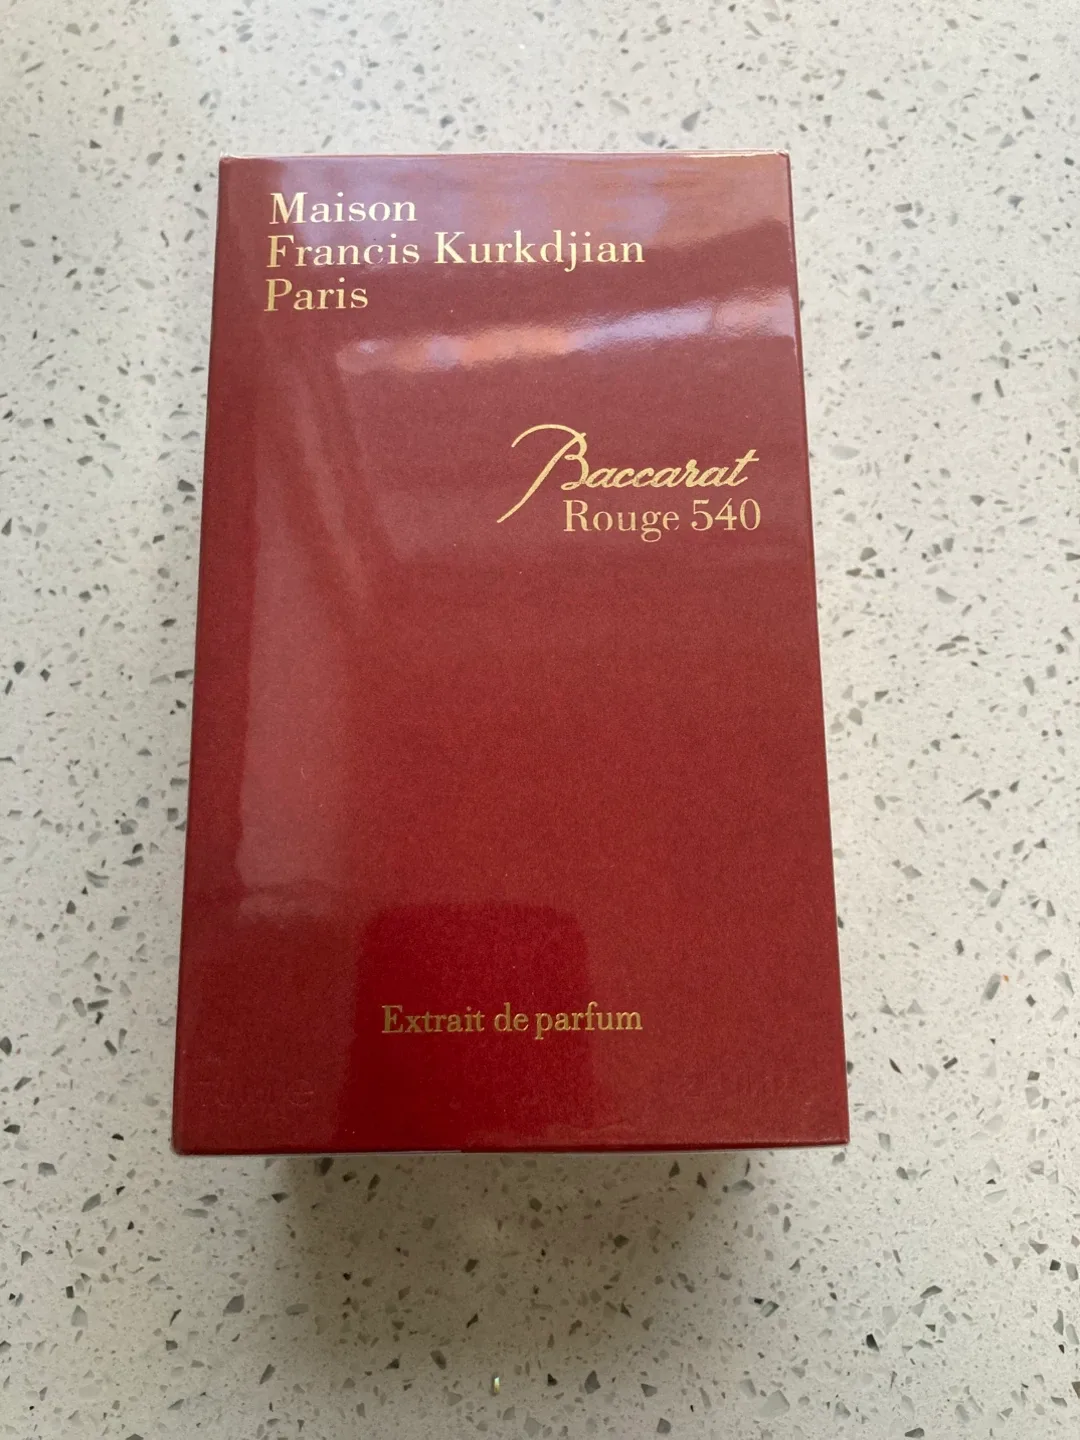 Maison
Francis Kurkdjian
Paris
Baccarat
Rouge 540
Extrait de parfum